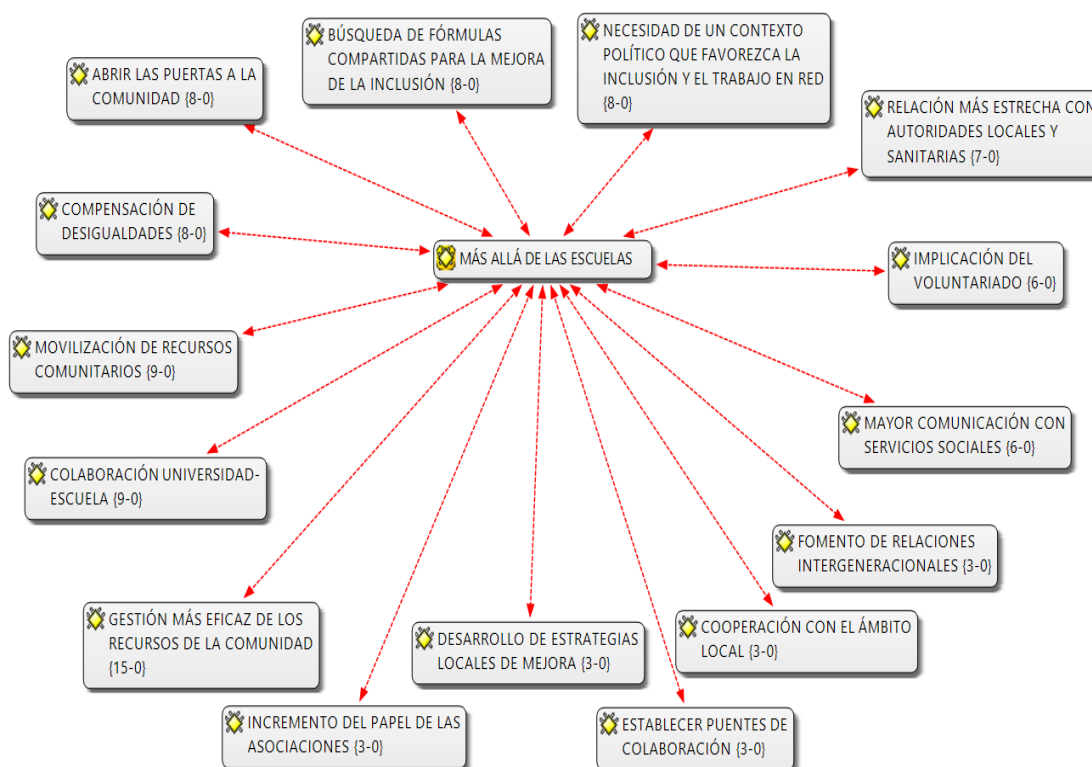 BÚSQUEDA DE FÓRMULAS
COMPARTIDAS PARA LA MEJORA
DE LA INCLUSIÓN {8-0}
NECESIDAD DE UN CONTEXTO
POLÍTICO QUE FAVOREZCA LA
INCLUSIÓN Y EL TRABAJO EN RED
{8-0}
ABRIR LAS PUERTAS A LA
COMUNIDAD {8-0}
RELACIÓN MÁS ESTRECHA CON
AUTORIDADES LOCALES Y
SANITARIAS {7-0}
COMPENSACIÓN DE
DESIGUALDADES {8-0}
MÁS ALLÁ DE LAS ESCUELAS
IMPLICACIÓN DEL
VOLUNTARIADO {6-0}
MOVILIZACIÓN DE RECURSOS
COMUNITARIOS {9-0}
MAYOR COMUNICACIÓN CON
SERVICIOS SOCIALES {6-0}
COLABORACIÓN UNIVERSIDAD-
ESCUELA {9-0}
FOMENTO DE RELACIONES
INTERGENERACIONALES {3-0}
GESTIÓN MÁS EFICAZ DE LOS
RECURSOS DE LA COMUNIDAD
{15-0}
DESARROLLO DE ESTRATEGIAS
LOCALES DE MEJORA {3-0}
COOPERACIÓN CON EL ÁMBITO
LOCAL {3-0}
INCREMENTO DEL PAPEL DE LAS
ASOCIACIONES {3-0}
ESTABLECER PUENTES DE
COLABORACIÓN {3-0}